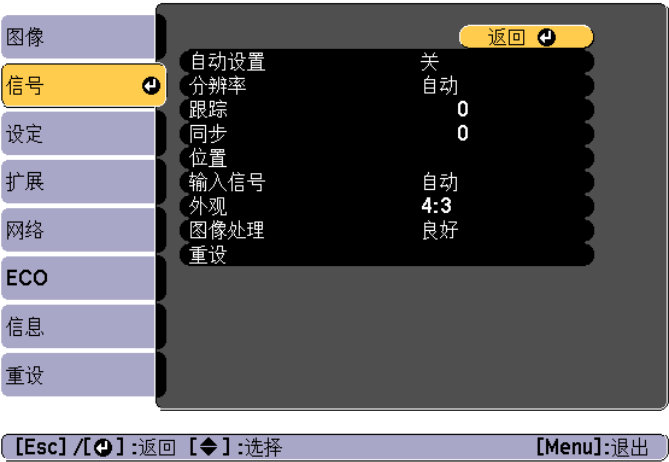 图像
信号
设定
扩展
网络
ECO
信息
重设
返回
自动设置 关
分辨率 自动
跟踪 0
同步 0
位置
输入信号 自动
外观 4:3
图像处理 良好
重设
[Esc] /[ ] :返回 [ ] :选择 [Menu]:退出